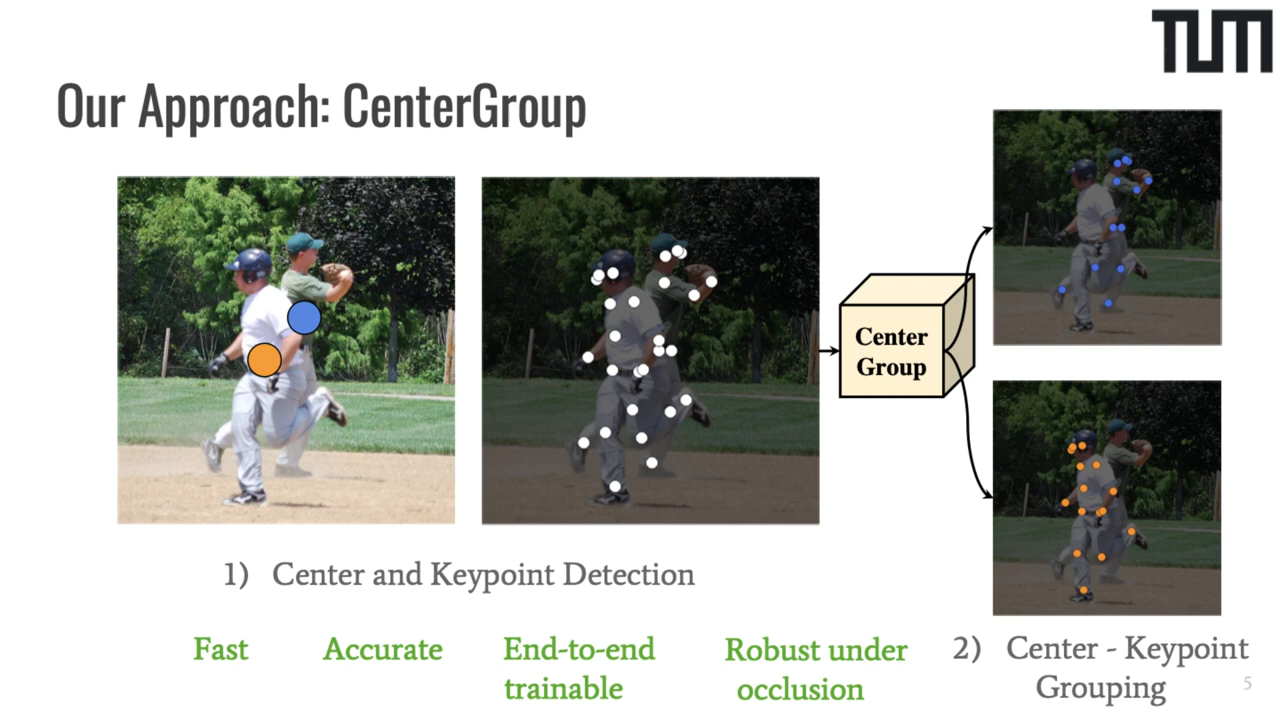 TUM
Our Approach: CenterGroup
Center
Group
1) Center and Keypoint Detection
Fast
Accurate
End-to-end
trainable
Robust under
occlusion
2) Center - Keypoint
Grouping
5